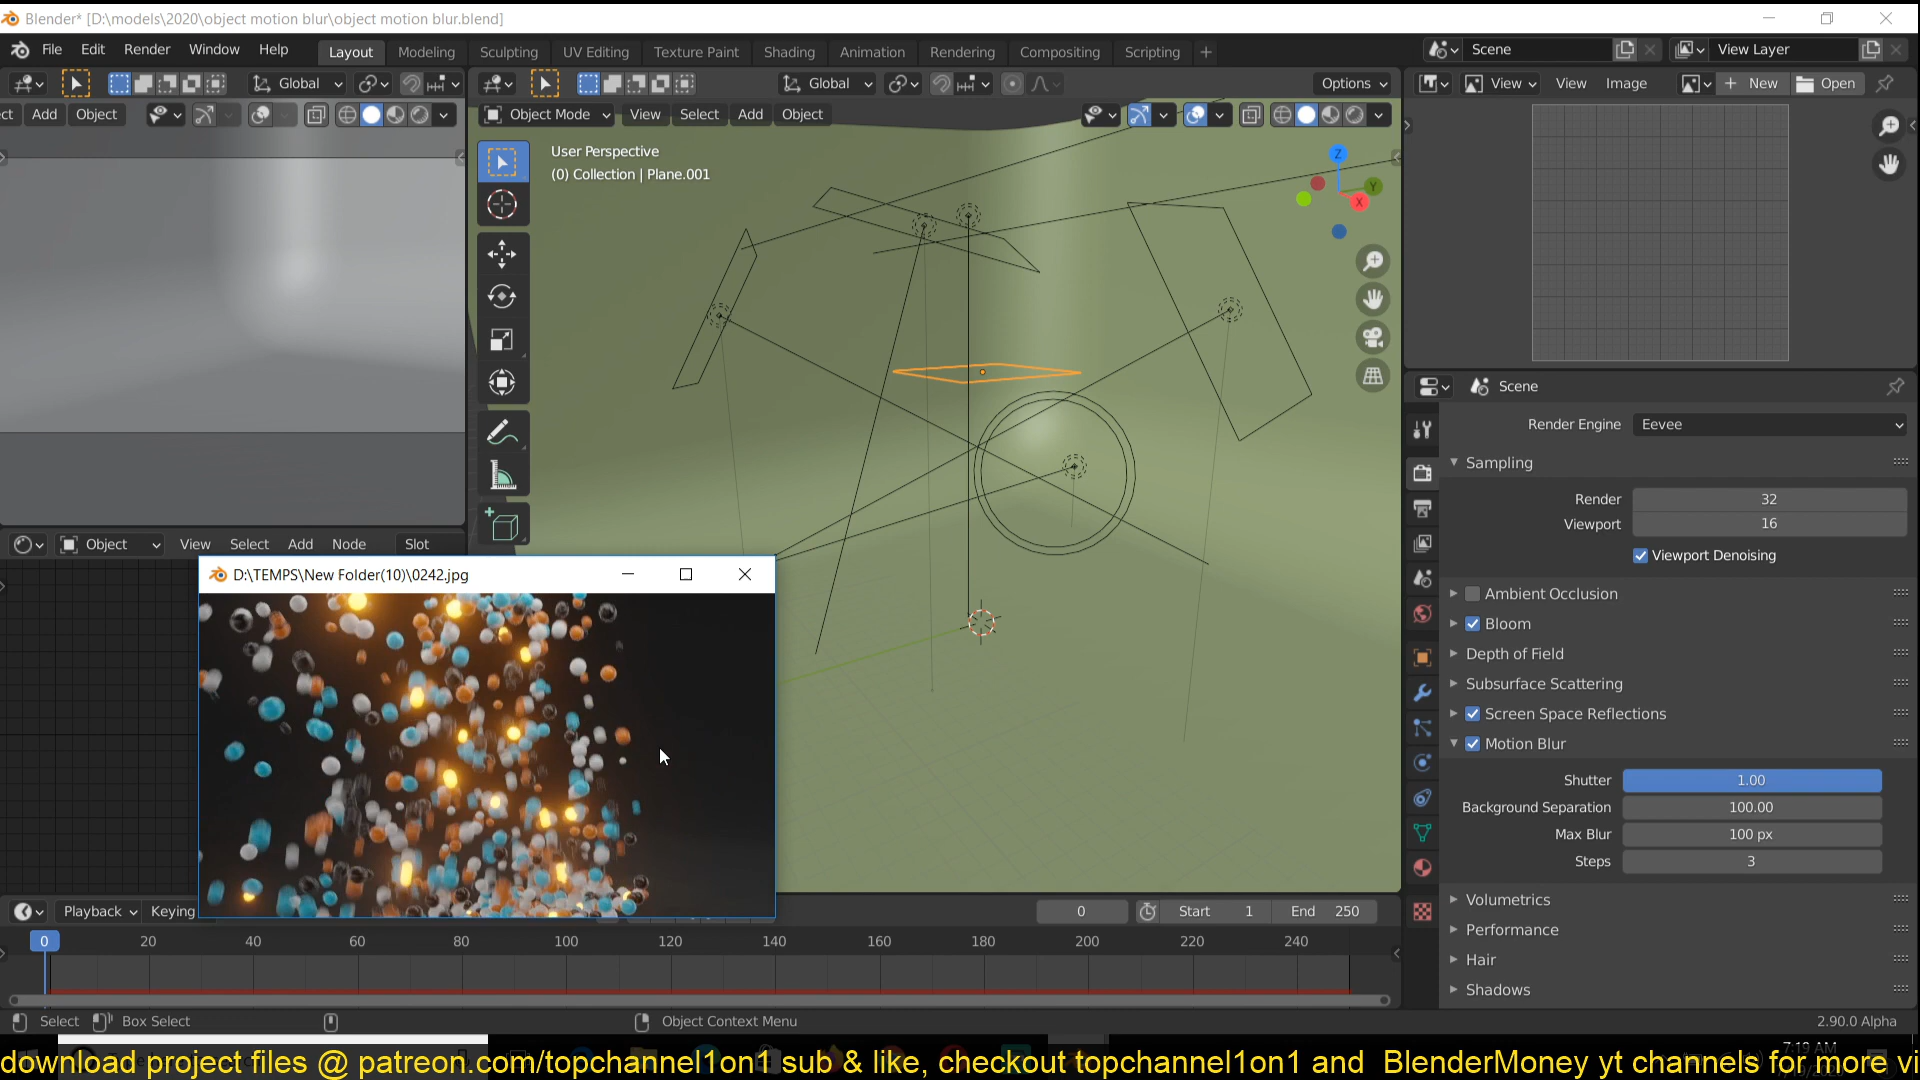 Blender* [D:\models\2020\object motion blur\object motion blur.blend]
File Edit Render Window Help Layout Modeling Sculpting UV Editing Texture Paint Shading Animation Rendering Compositing Scripting + Scene View Layer
Global Global Options View View Image New Open
ct Add Object Object Mode View Select Add Object
User Perspective
(0) Collection | Plane.001
Z
Y
X
Scene
Render Engine Eevee
Sampling
Render 32
Viewport 16
Viewport Denoising
Ambient Occlusion
Bloom
Depth of Field
Subsurface Scattering
Screen Space Reflections
Motion Blur
Shutter 1.00
Background Separation 100.00
Max Blur 100 px
Steps 3
Volumetrics
Performance
Hair
Shadows
Object View Select Add Node Slot
D:\TEMPS\New Folder(10)\0242.jpg
Playback Keying 0 Start 1 End 250
0 20 40 60 80 100 120 140 160 180 200 220 240
Select Box Select Object Context Menu 2.90.0 Alpha
7:19 AM
download project files @ patreon.com/topchannel1on1 sub & like, checkout topchannel1on1 and BlenderMoney yt channels for more vi